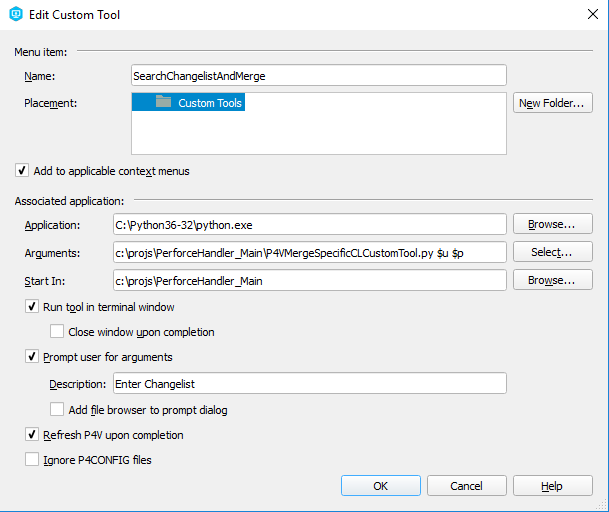 Edit Custom Tool
Menu item:
Name: SearchChangelistAndMerge
Placement: Custom Tools New Folder...
Add to applicable context menus
Associated application:
Application: C:\Python36-32\python.exe Browse...
Arguments: c:\projs\PerforceHandler_Main\P4VMergeSpecificCLCustomTool.py $u $p Select...
Start In: c:\projs\PerforceHandler_Main Browse...
Run tool in terminal window
Close window upon completion
Prompt user for arguments
Description: Enter Changelist
Add file browser to prompt dialog
Refresh P4V upon completion
Ignore P4CONFIG files
OK Cancel Help